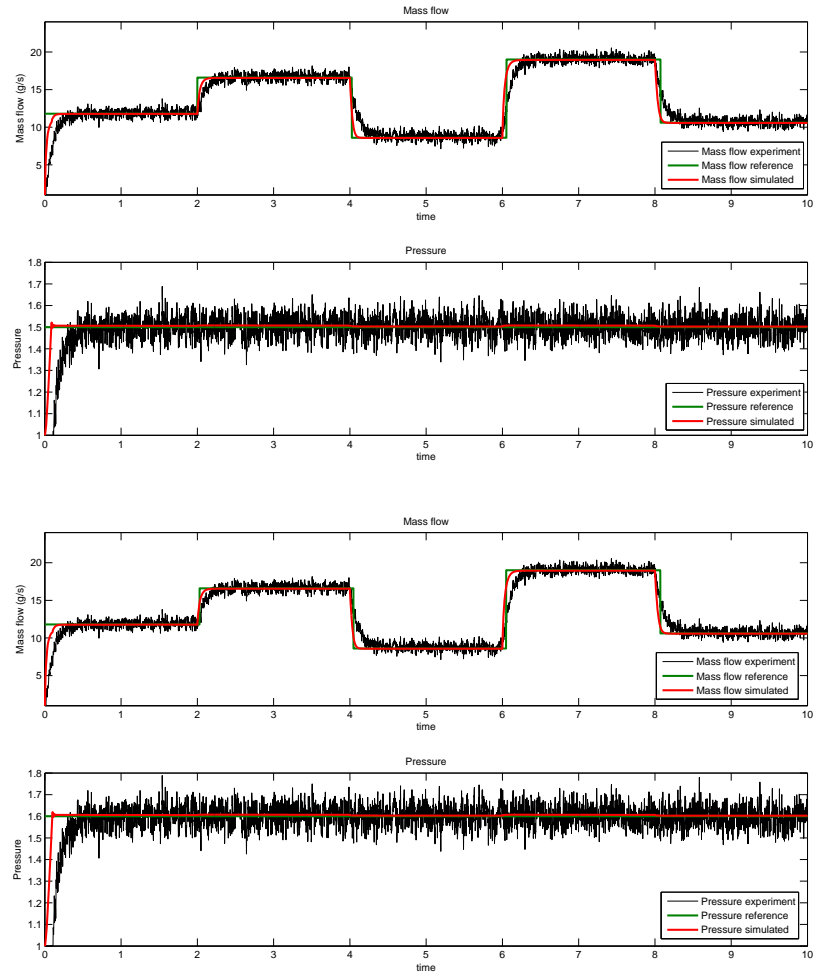 Mass flow
Mass flow (g/s)
20
15
10
5
0 1 2 3 4 5 6 7 8 9 10
time
Mass flow experiment
Mass flow reference
Mass flow simulated
Pressure
Pressure
1.8
1.7
1.6
1.5
1.4
1.3
1.2
1.1
1
0 1 2 3 4 5 6 7 8 9 10
time
Pressure experiment
Pressure reference
Pressure simulated
Mass flow
Mass flow (g/s)
20
15
10
5
0 1 2 3 4 5 6 7 8 9 10
time
Mass flow experiment
Mass flow reference
Mass flow simulated
Pressure
Pressure
1.8
1.7
1.6
1.5
1.4
1.3
1.2
1.1
1
0 1 2 3 4 5 6 7 8 9 10
time
Pressure experiment
Pressure reference
Pressure simulated